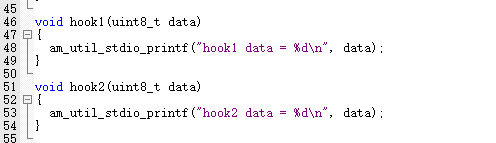 45
46 void hook1(uint8_t data)
47 {
48 am_util_stdio_printf("hook1 data = %d\n", data);
49 }
50
51 void hook2(uint8_t data)
52 {
53 am_util_stdio_printf("hook2 data = %d\n", data);
54 }
55